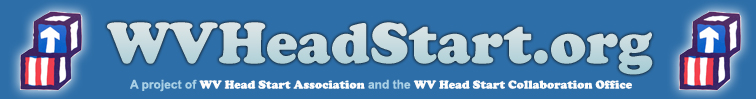 WVHeadStart.org
A project of WV Head Start Association and the WV Head Start Collaboration Office